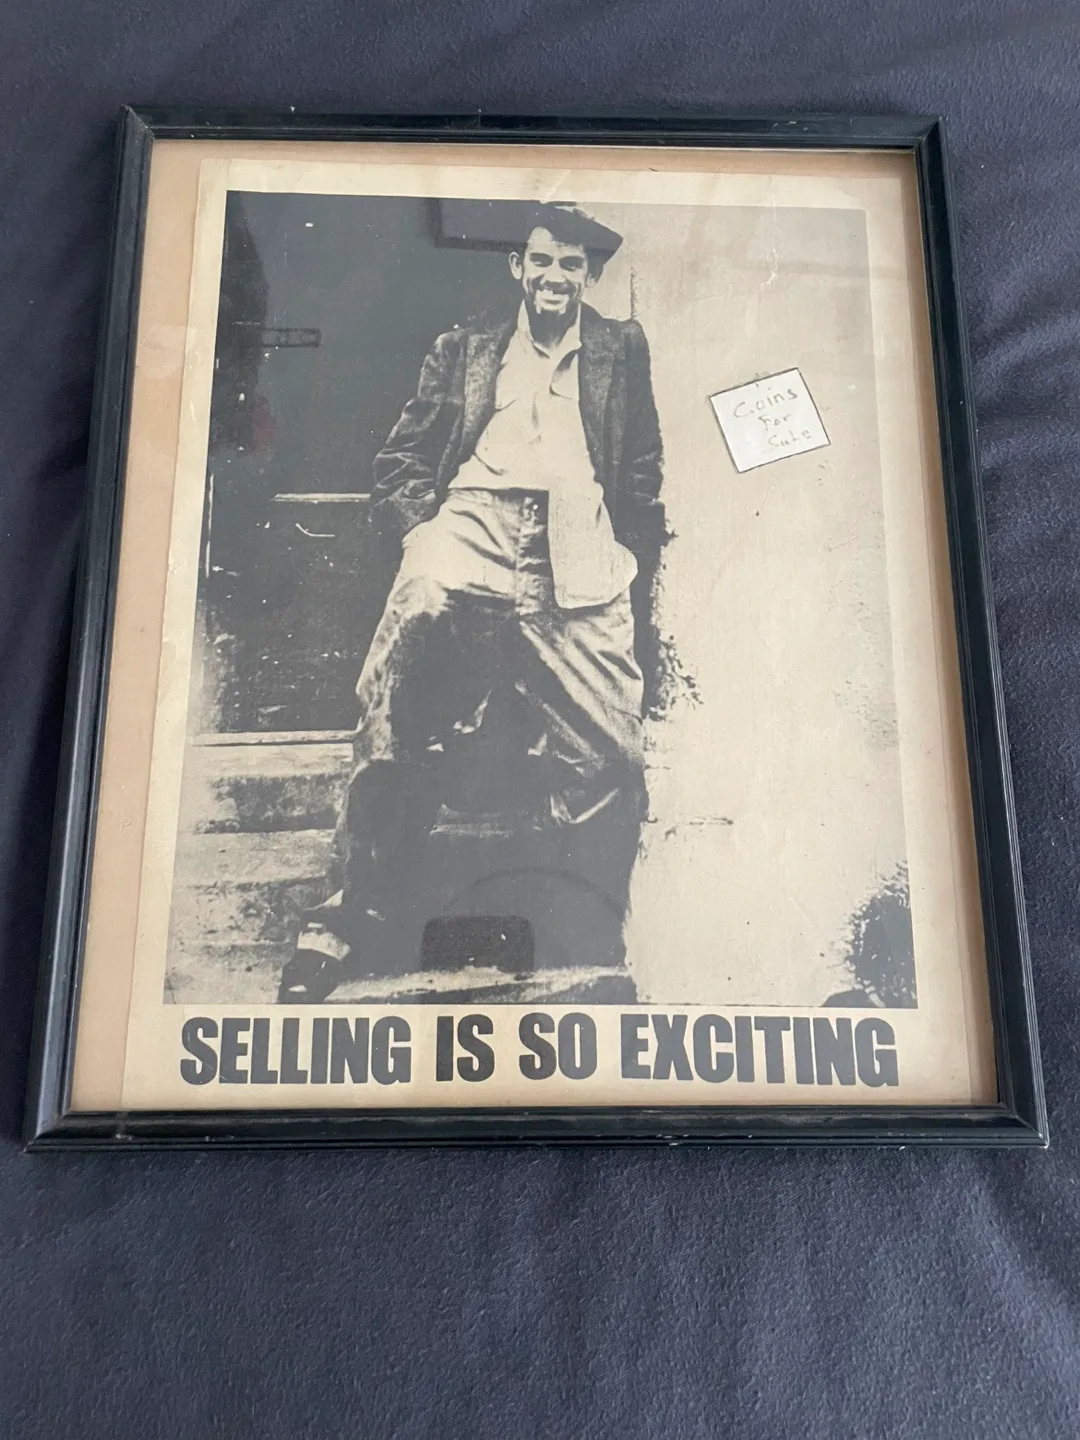 Coins
For
Sale
SELLING IS SO EXCITING